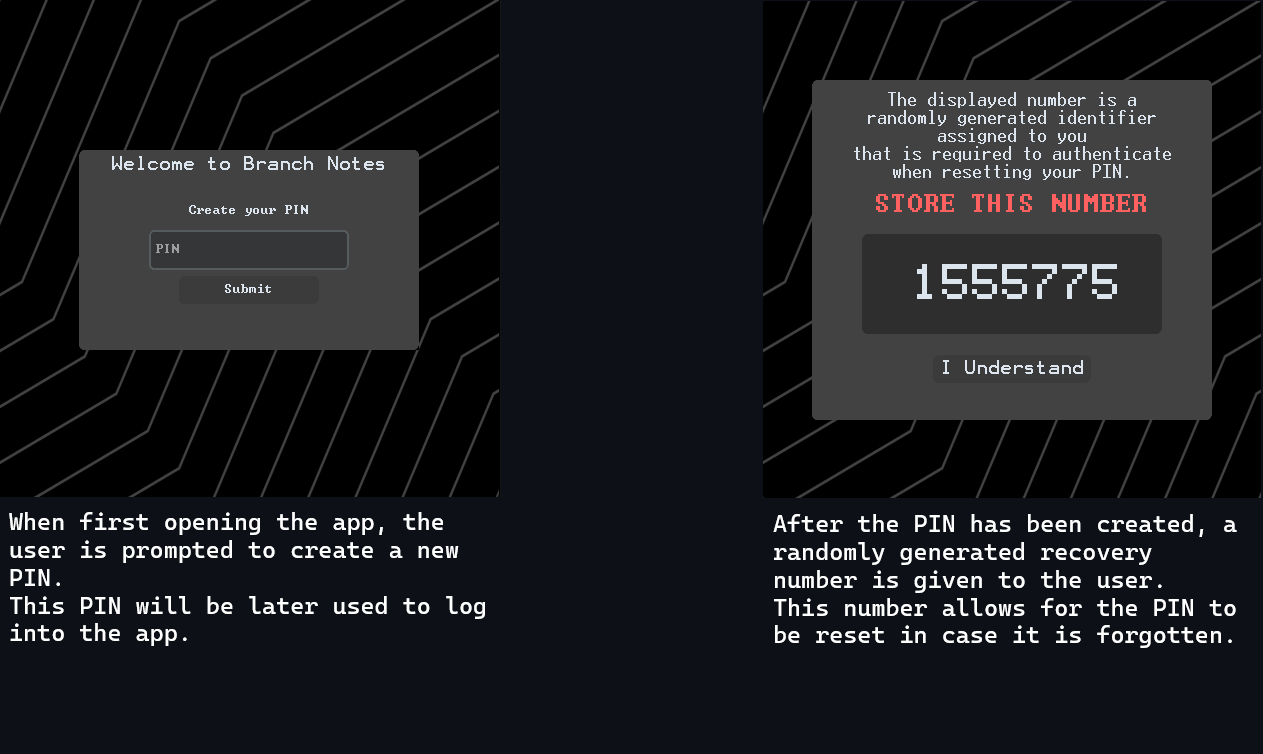 Welcome to Branch Notes
Create your PIN
PIN
Submit
When first opening the app, the
user is prompted to create a new
PIN.
This PIN will be later used to log
into the app.
The displayed number is a
randomly generated identifier
assigned to you
that is required to authenticate
when resetting your PIN.
STORE THIS NUMBER
1555775
I Understand
After the PIN has been created, a
randomly generated recovery
number is given to the user.
This number allows for the PIN to
be reset in case it is forgotten.